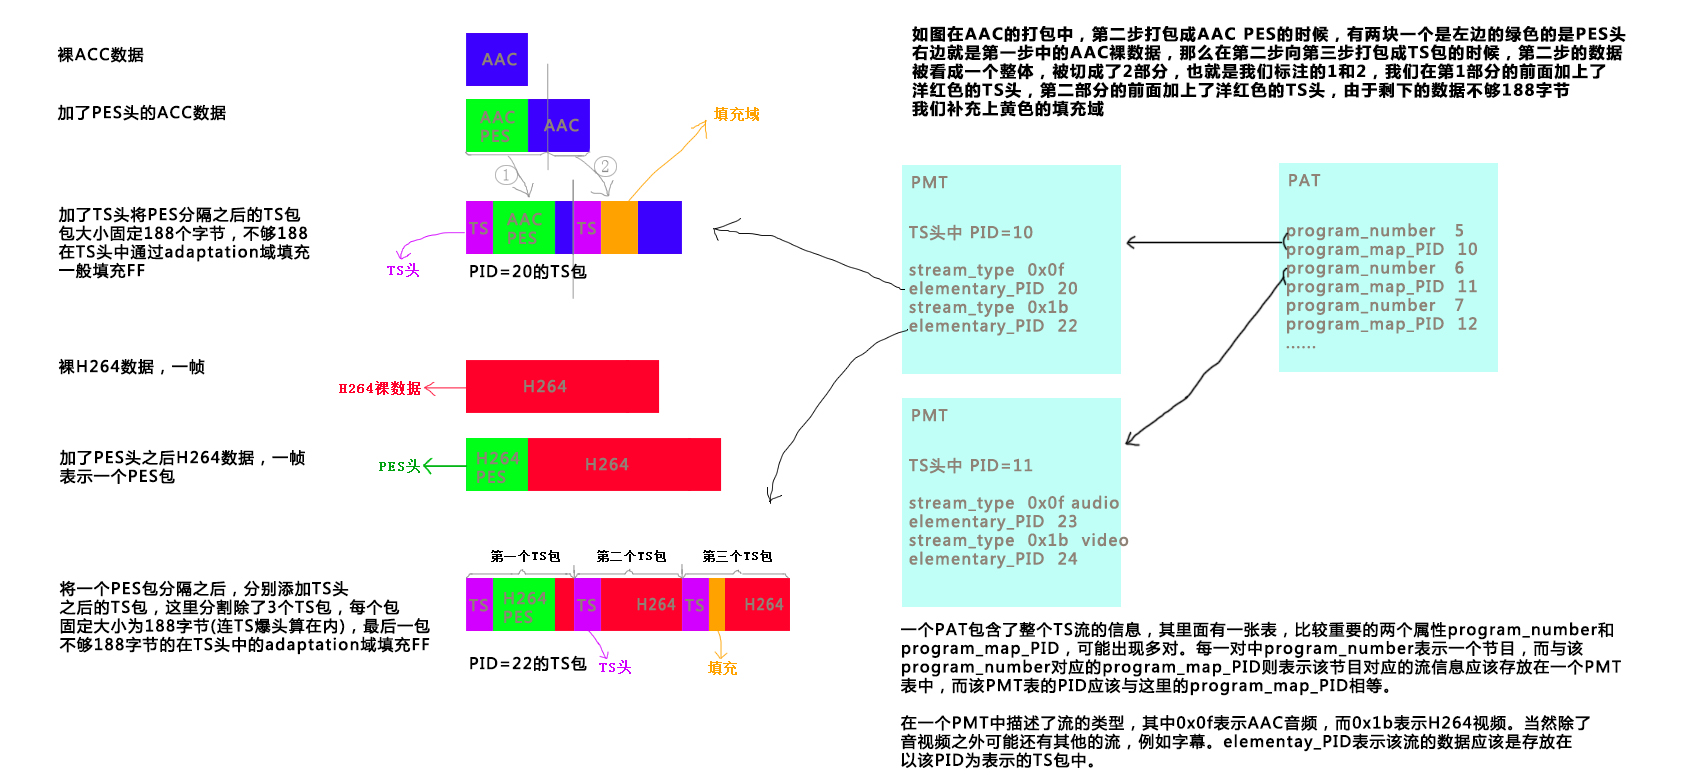 如图在AAC的打包中，第二步打包成AAC PES的时候，有两块一个是左边的绿色的是PES头
右边就是第一步中的AAC裸数据，那么在第二步向第三步打包成TS包的时候，第二步的数据
被看成一个整体，被切成了2部分，也就是我们标注的1和2，我们在第1部分的前面加上了
洋红色的TS头，第二部分的前面加上了洋红色的TS头，由于剩下的数据不够188字节
我们补充上黄色的填充域
裸ACC数据
AAC
加了PES头的ACC数据
AAC
PES
AAC
填充域
1
2
加了TS头将PES分隔之后的TS包
包大小固定188个字节，不够188
在TS头中通过adaptation域填充
一般填充FF
TS
AAC
PES
TS
TS头
PID=20的TS包
PMT
TS头中 PID=10
stream_type 0x0f
elementary_PID 20
stream_type 0x1b
elementary_PID 22
PAT
program_number 5
program_map_PID 10
program_number 6
program_map_PID 11
program_number 7
program_map_PID 12
......
裸H264数据，一帧
H264裸数据
H264
加了PES头之后H264数据，一帧
表示一个PES包
PES头
H264
PES
H264
PMT
TS头中 PID=11
stream_type 0x0f audio
elementary_PID 23
stream_type 0x1b video
elementary_PID 24
第一个TS包
第二个TS包
第三个TS包
将一个PES包分隔之后，分别添加TS头
之后的TS包，这里分割除了3个TS包，每个包
固定大小为188字节(连TS爆头算在内)，最后一包
不够188字节的在TS头中的adaptation域填充FF
TS
H264
PES
TS
H264
TS
H264
PID=22的TS包
TS头
填充
一个PAT包含了整个TS流的信息，其里面有一张表，比较重要的两个属性program_number和
program_map_PID，可能出现多对。每一对中program_number表示一个节目，而与该
program_number对应的program_map_PID则表示该节目对应的流信息应该存放在一个PMT
表中，而该PMT表的PID应该与这里的program_map_PID相等。
在一个PMT中描述了流的类型，其中0x0f表示AAC音频，而0x1b表示H264视频。当然除了
音视频之外可能还有其他的流，例如字幕。elementay_PID表示该流的数据应该是存放在
以该PID为表示的TS包中。